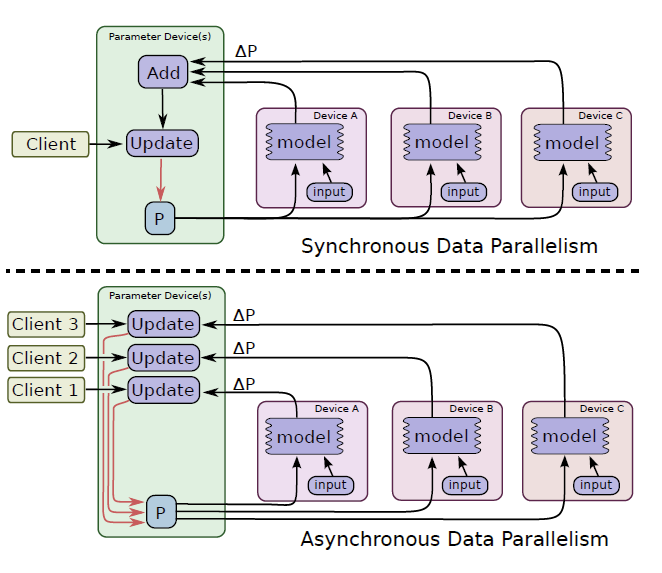 Parameter Device(s)
ΔP
Add
Device A
Device B
Device C
Client
Update
model
model
model
input
input
input
P
Synchronous Data Parallelism
Parameter Device(s)
Client 3
Update
ΔP
Client 2
Update
ΔP
Client 1
Update
ΔP
Device A
Device B
Device C
model
model
model
input
input
input
P
Asynchronous Data Parallelism